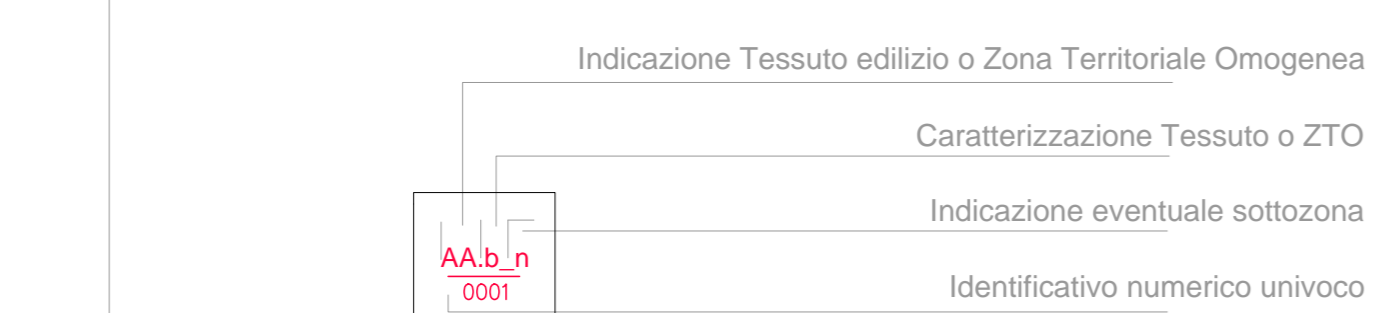 Indicazione Tessuto edilizio o Zona Territoriale Omogenea
Caratterizzazione Tessuto o ZTO
Indicazione eventuale sottozona
AA.b_n
0001
Identificativo numerico univoco